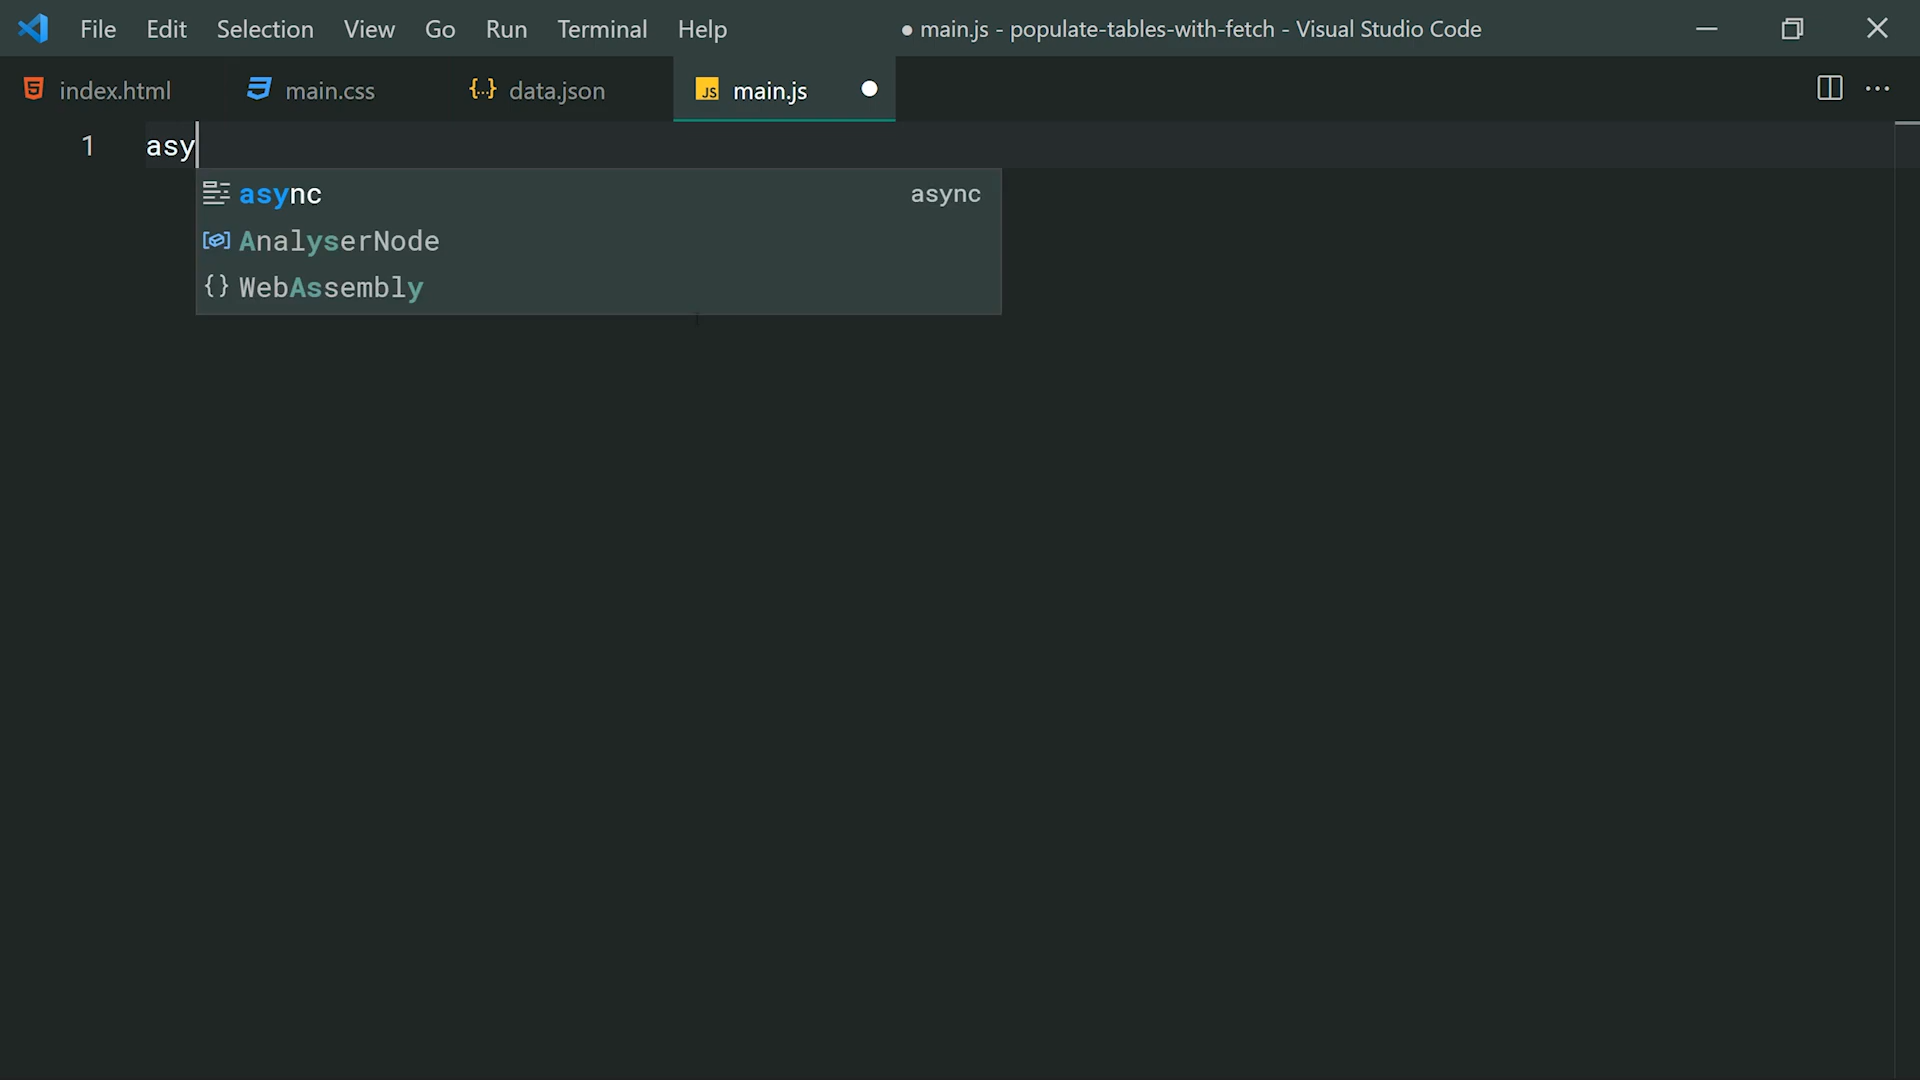 File Edit Selection View Go Run Terminal Help ● main.js - populate-tables-with-fetch - Visual Studio Code
index.html main.css {..} data.json JS main.js
1 asy
async async
AnalyserNode
{} WebAssembly